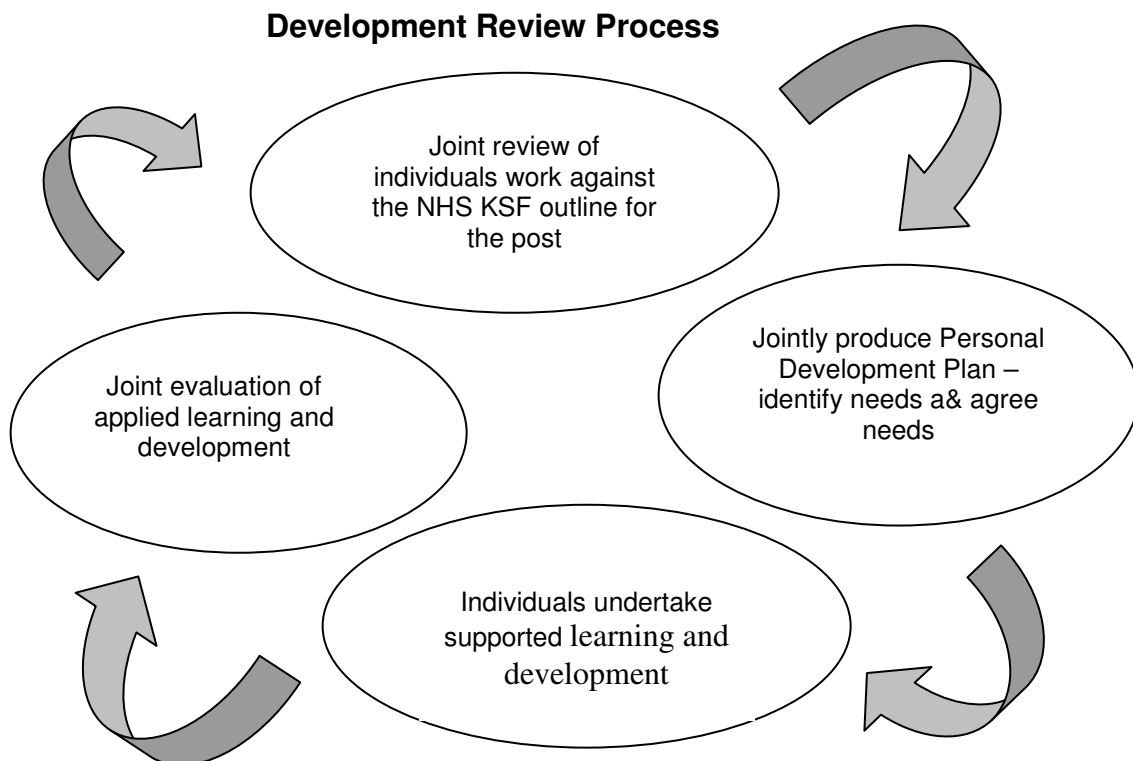 Development Review Process
Joint review of
individuals work against
the NHS KSF outline for
the post
Jointly produce Personal
Development Plan –
identify needs a& agree
needs
Joint evaluation of
applied learning and
development
Individuals undertake
supported learning and
development